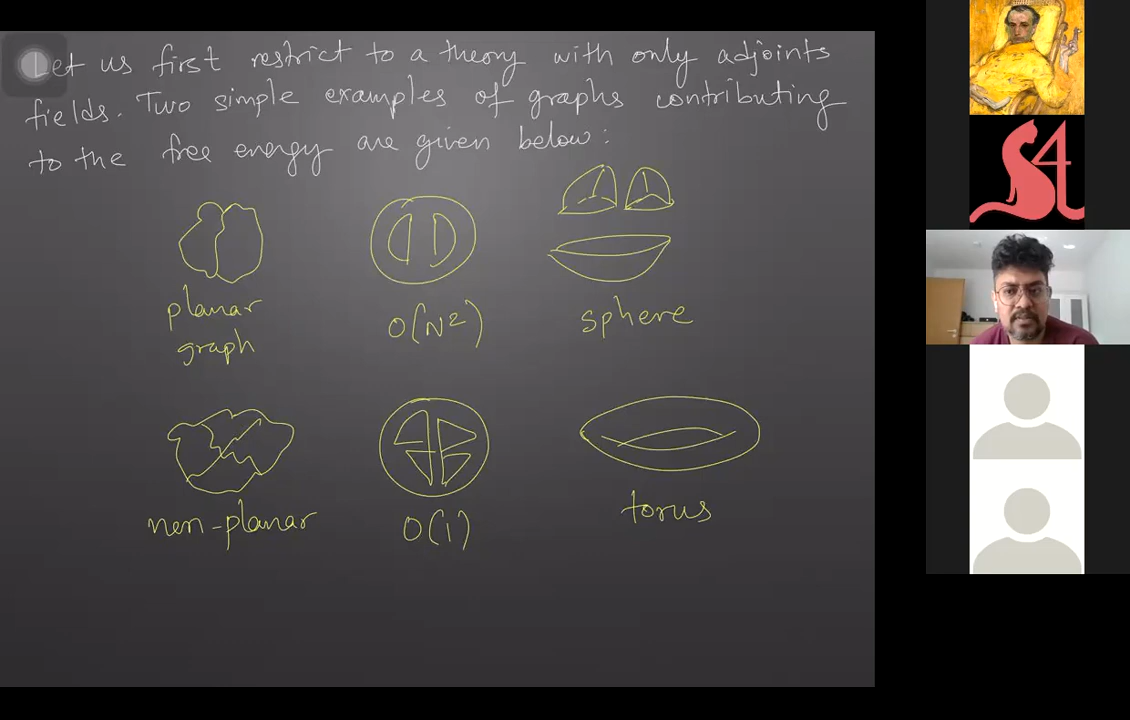 Let us first restrict to a theory with only adjoints
fields. Two simple examples of graphs contributing
to the free energy are given below:
planar
graph
O(N²)
sphere
non-planar
O(1)
torus